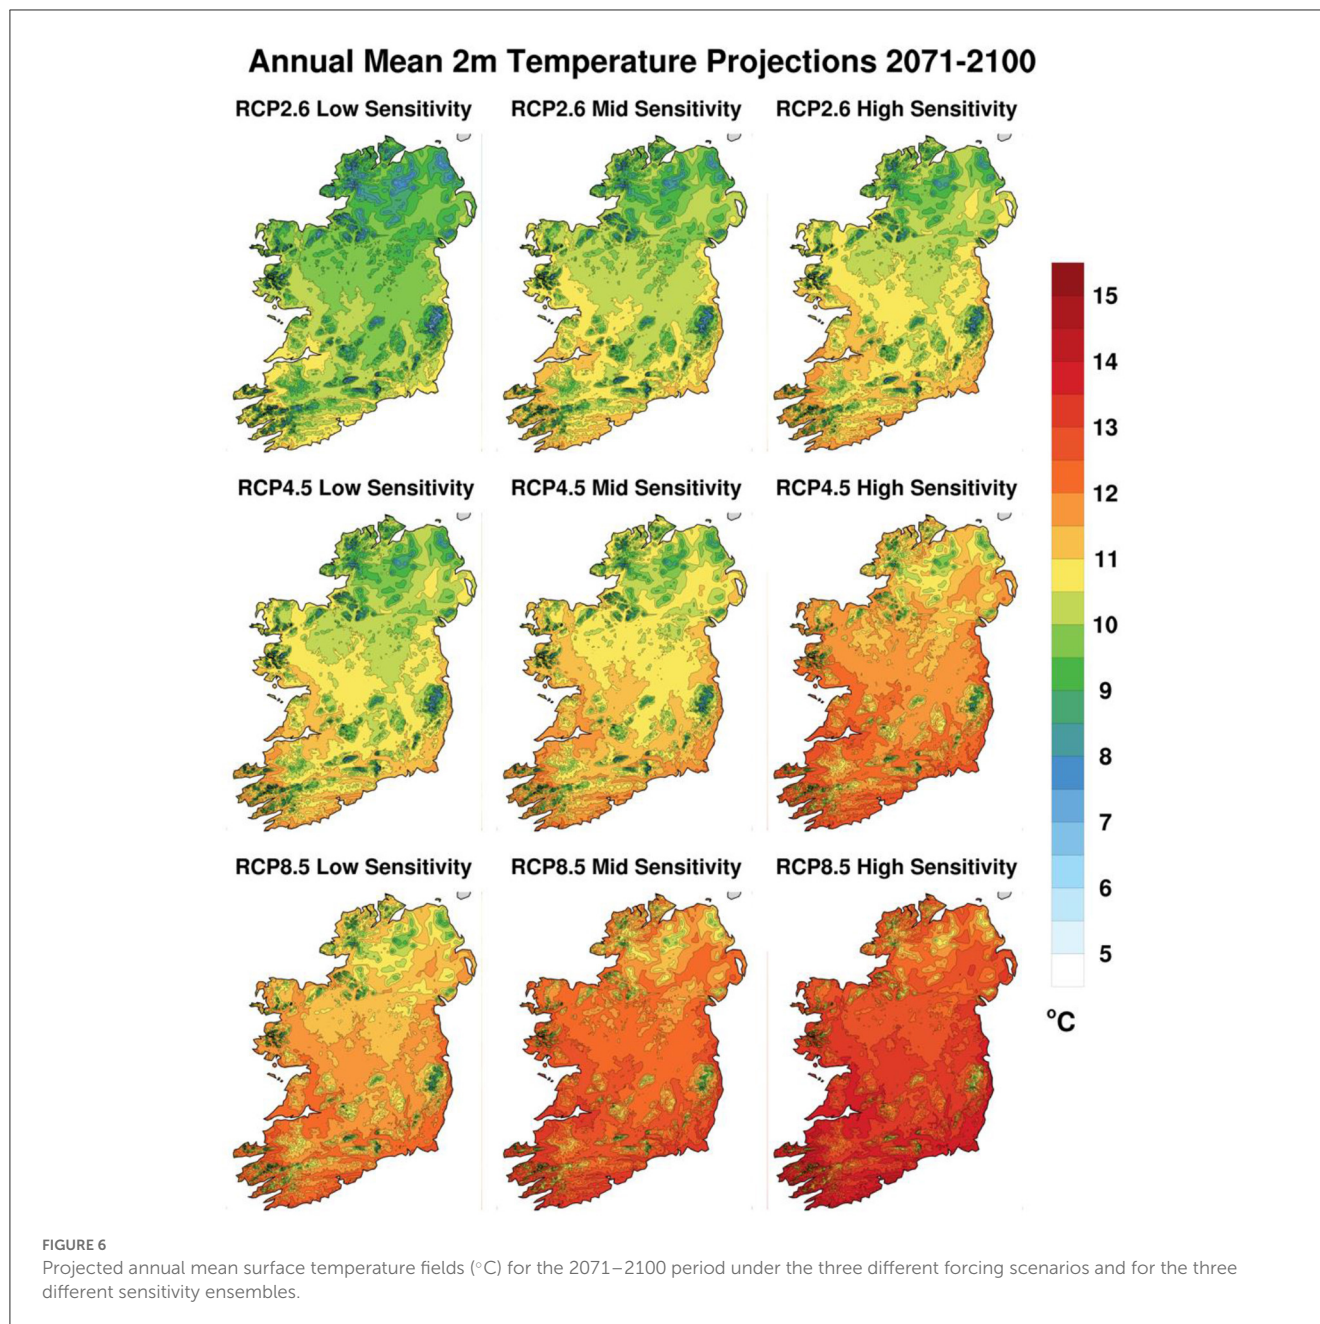 Annual Mean 2m Temperature Projections 2071-2100
RCP2.6 Low Sensitivity
RCP2.6 Mid Sensitivity
RCP2.6 High Sensitivity
RCP4.5 Low Sensitivity
RCP4.5 Mid Sensitivity
RCP4.5 High Sensitivity
RCP8.5 Low Sensitivity
RCP8.5 Mid Sensitivity
RCP8.5 High Sensitivity
15
14
13
12
11
10
9
8
7
6
5
°C
FIGURE 6
Projected annual mean surface temperature fields (°C) for the 2071–2100 period under the three different forcing scenarios and for the three
different sensitivity ensembles.